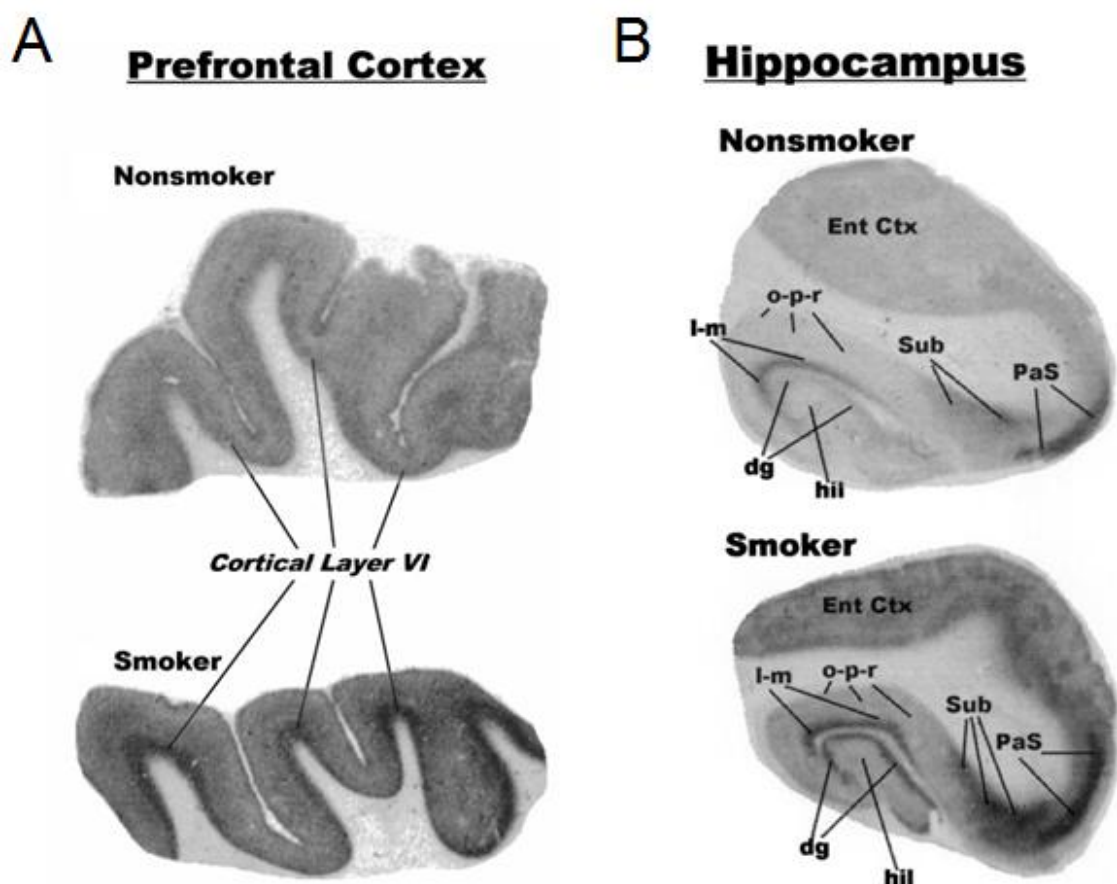 A
Prefrontal Cortex
Nonsmoker
Cortical Layer VI
Smoker
B
Hippocampus
Nonsmoker
Ent Ctx
o-p-r
l-m
Sub
PaS
dg
hil
Smoker
Ent Ctx
o-p-r
l-m
Sub
PaS
dg
hil